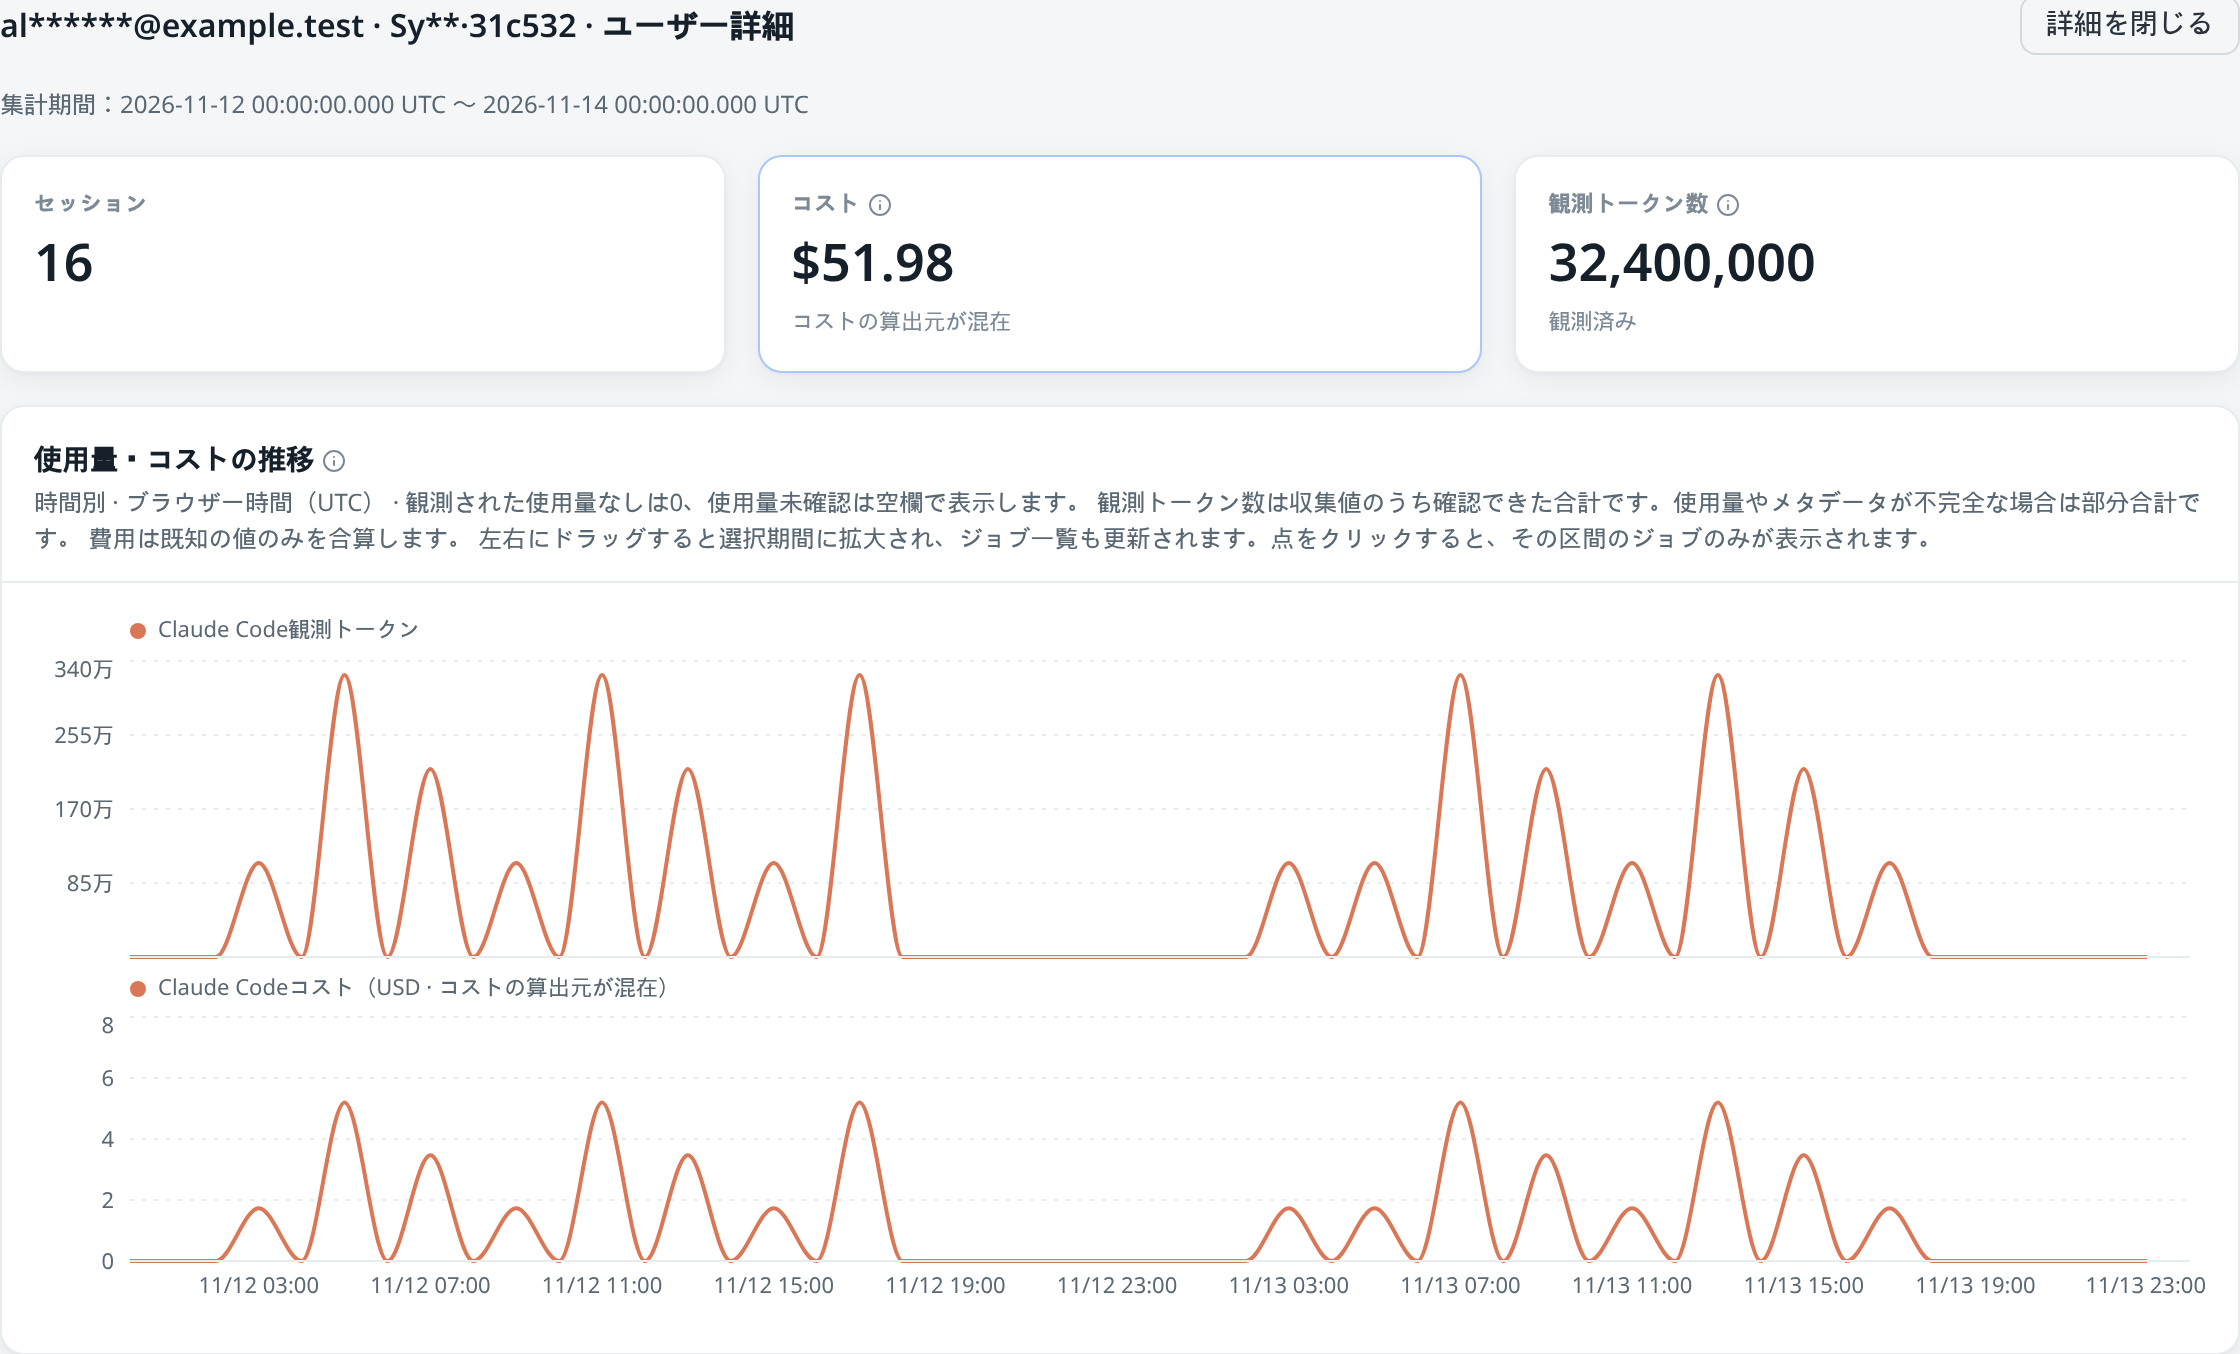 al******@example.test · Sy**·31c532 · ユーザー詳細
詳細を閉じる
集計期間：2026-11-12 00:00:00.000 UTC ～ 2026-11-14 00:00:00.000 UTC
セッション
16
コスト
$51.98
コストの算出元が混在
観測トークン数
32,400,000
観測済み
使用量・コストの推移
時間別 · ブラウザー時間（UTC） · 観測された使用量なしは0、使用量未確認は空欄で表示します。 観測トークン数は収集値のうち確認できた合計です。使用量やメタデータが不完全な場合は部分合計で
す。 費用は既知の値のみを合算します。 左右にドラッグすると選択期間に拡大され、ジョブ一覧も更新されます。点をクリックすると、その区間のジョブのみが表示されます。
Claude Code観測トークン
340万
255万
170万
85万
Claude Codeコスト（USD · コストの算出元が混在）
8
6
4
2
0
11/12 03:00 11/12 07:00 11/12 11:00 11/12 15:00 11/12 19:00 11/12 23:00 11/13 03:00 11/13 07:00 11/13 11:00 11/13 15:00 11/13 19:00 11/13 23:00